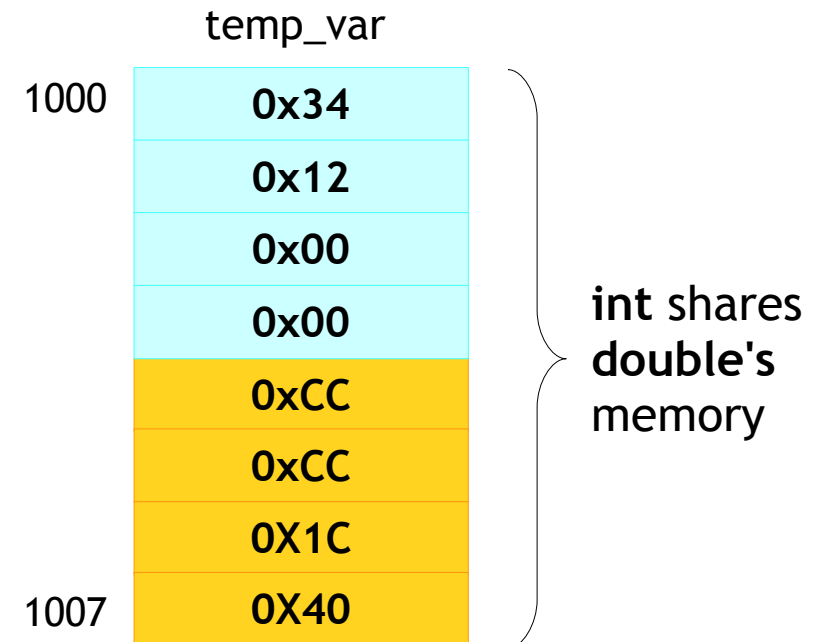 temp_var
1000
0x34
0x12
0x00
0x00
0xCC
0xCC
0X1C
1007
0X40
int shares
double's
memory